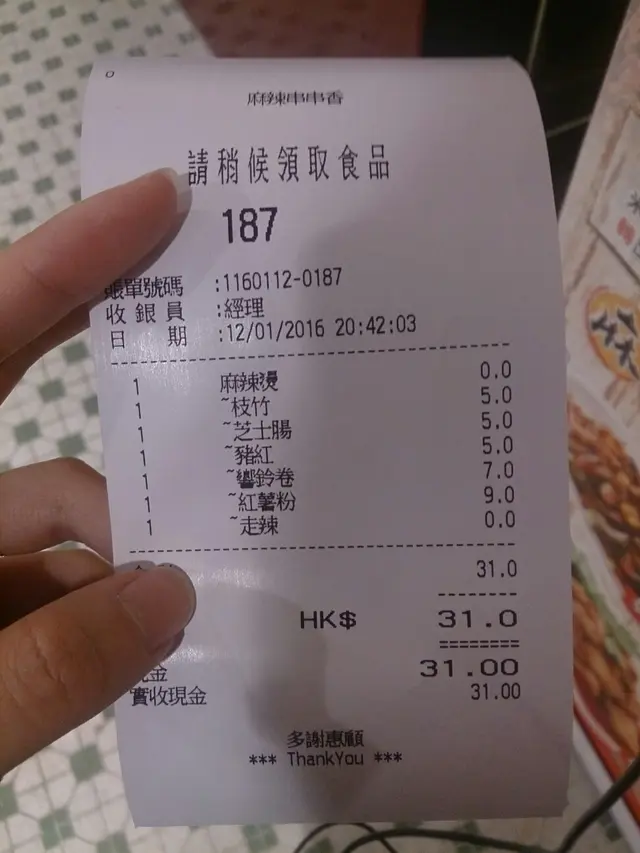 麻辣串串香
請稍候領取食品
187
賬單號碼 :1160112-0187
收銀員 :經理
日 期 :12/01/2016 20:42:03
1 麻辣燙 0.0
1 ~枝竹 5.0
1 ~芝士腸 5.0
1 ~豬紅 5.0
1 ~響鈴卷 7.0
1 ~紅薯粉 9.0
1 ~走辣 0.0
31.0
HK$ 31.0
現金 31.00
實收現金 31.00
多謝惠顧
*** ThankYou ***
麻